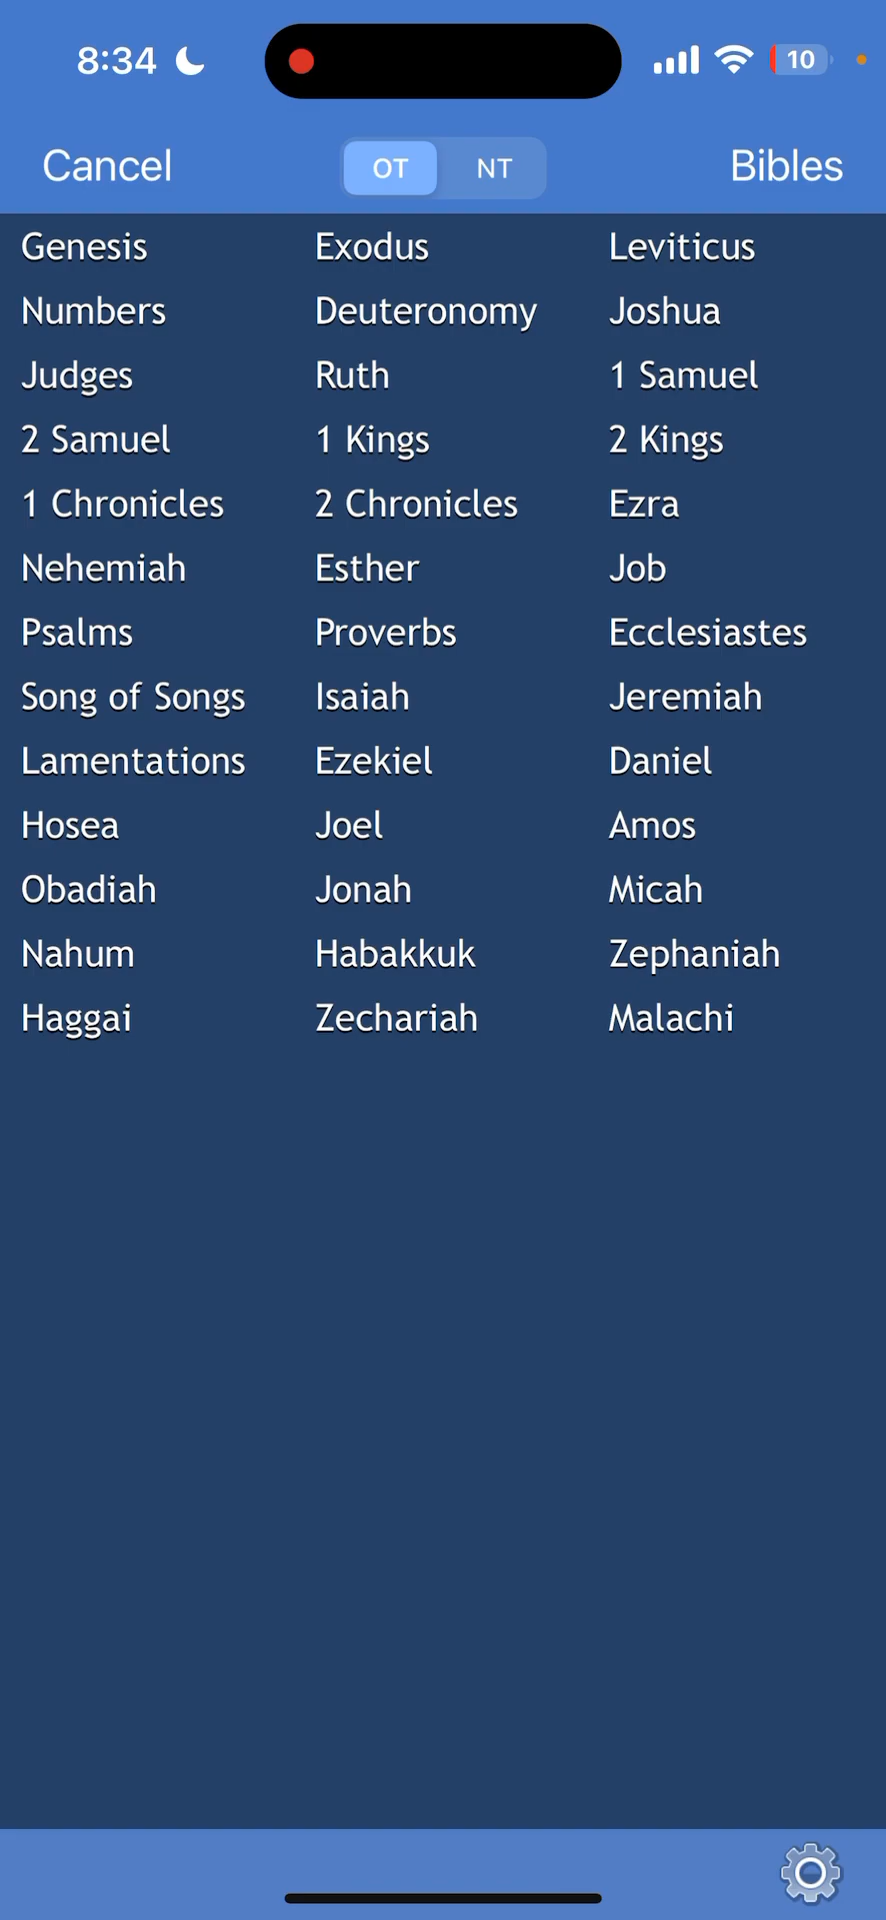 8:34 10
Cancel OT NT Bibles
Genesis Exodus Leviticus
Numbers Deuteronomy Joshua
Judges Ruth 1 Samuel
2 Samuel 1 Kings 2 Kings
1 Chronicles 2 Chronicles Ezra
Nehemiah Esther Job
Psalms Proverbs Ecclesiastes
Song of Songs Isaiah Jeremiah
Lamentations Ezekiel Daniel
Hosea Joel Amos
Obadiah Jonah Micah
Nahum Habakkuk Zephaniah
Haggai Zechariah Malachi